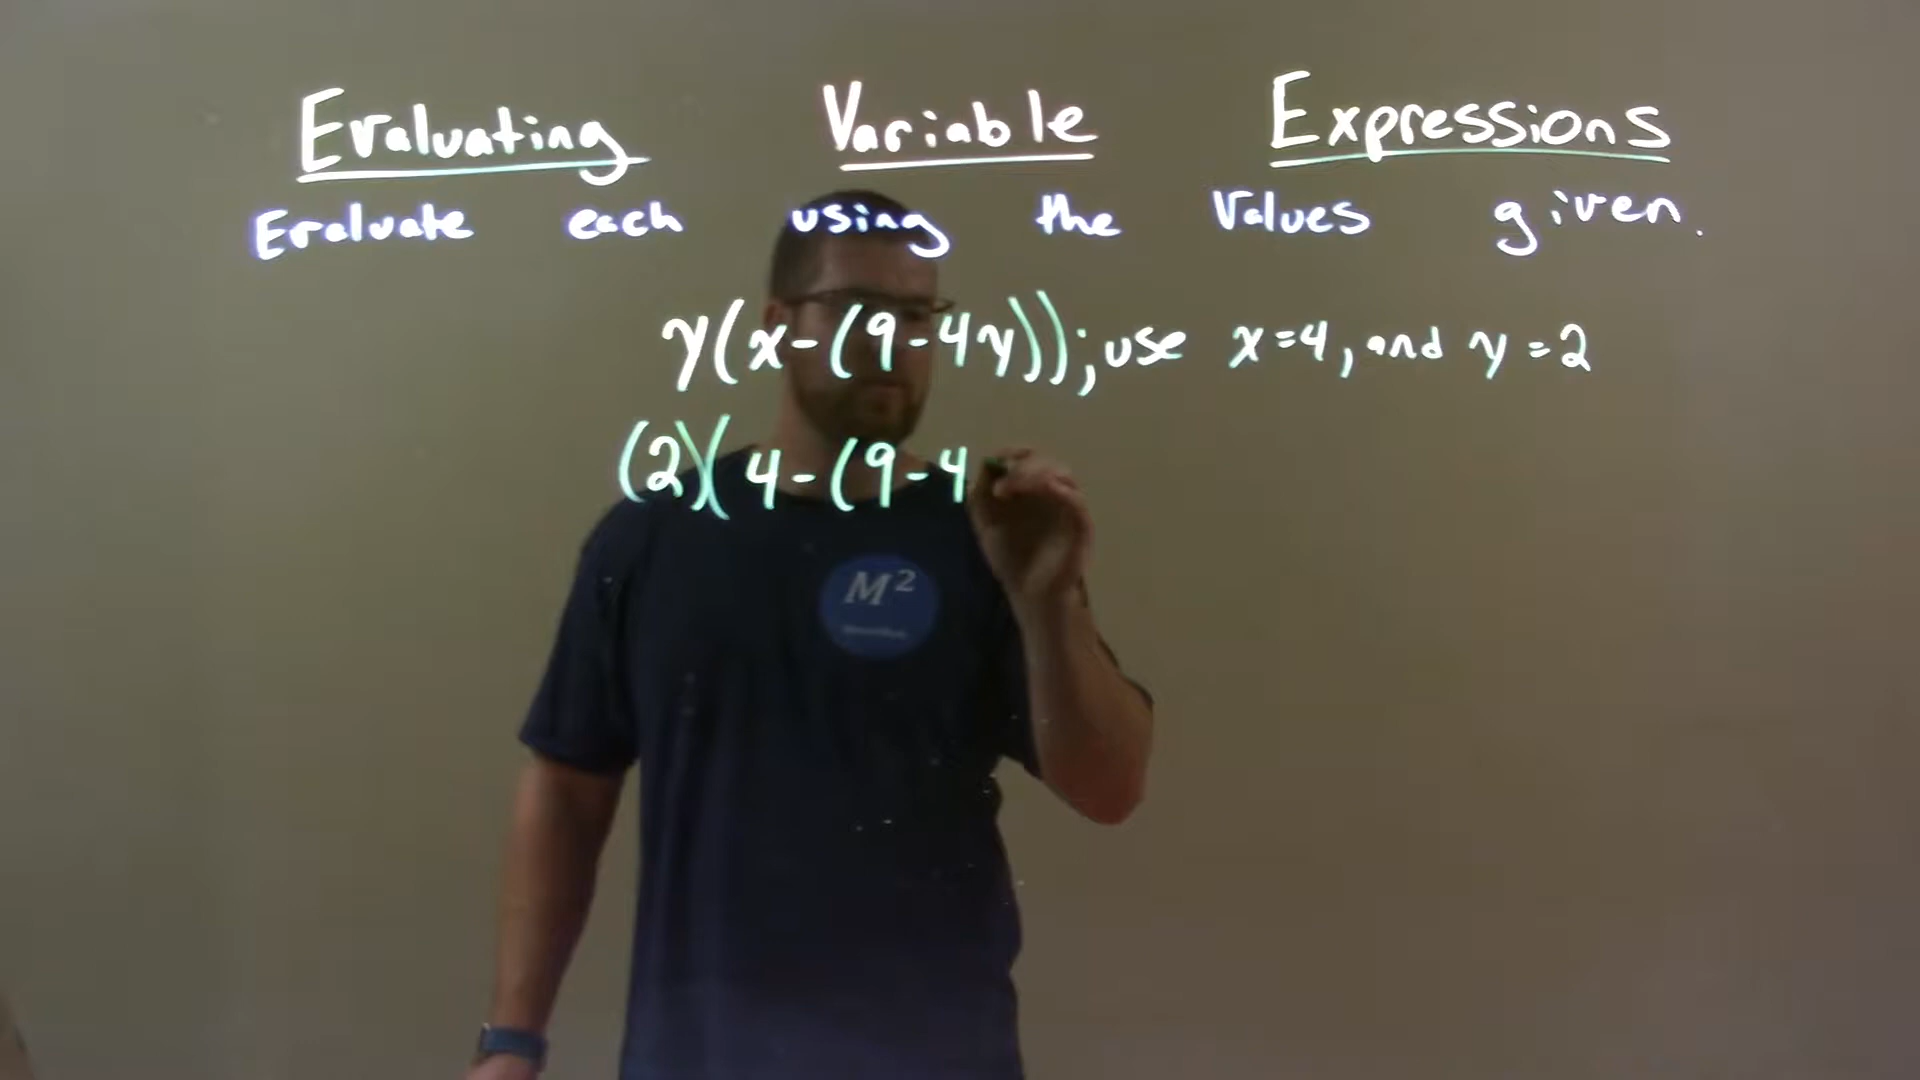 Evaluating Variable Expressions
Evaluate each using the values given.
y(x-(9-4y)); use x=4, and y=2
(2)(4-(9-4
M²